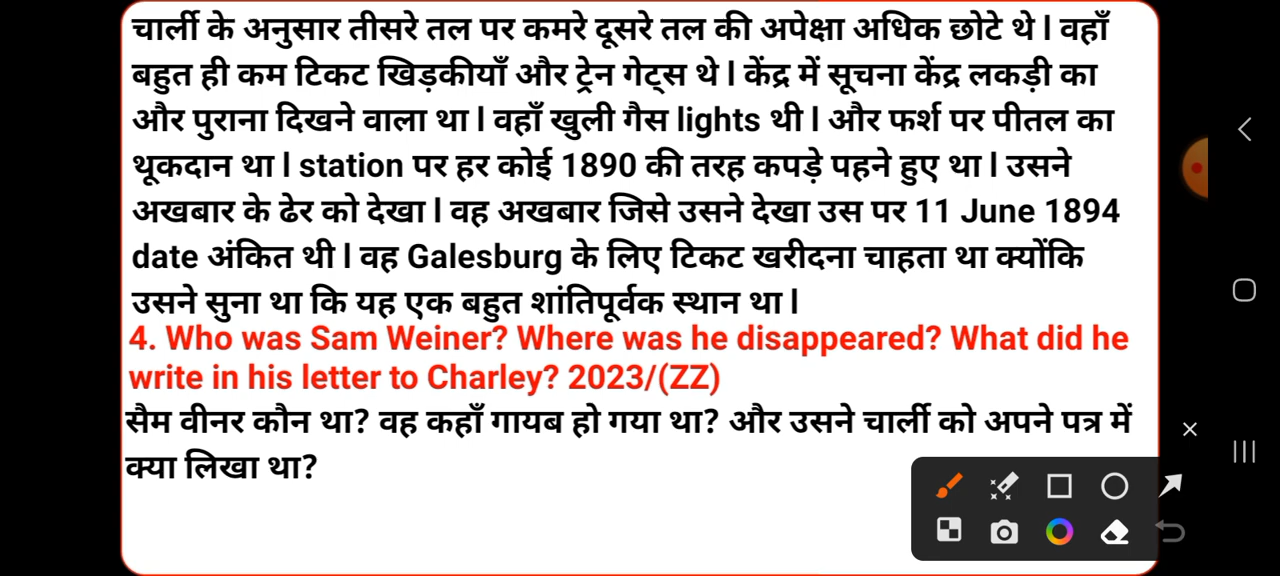 चार्ली के अनुसार तीसरे तल पर कमरे दूसरे तल की अपेक्षा अधिक छोटे थे l वहाँ
बहुत ही कम टिकट खिड़कीयाँ और ट्रेन गेट्स थे l केंद्र में सूचना केंद्र लकड़ी का
और पुराना दिखने वाला था l वहाँ खुली गैस lights थी l और फर्श पर पीतल का
थूकदान था l station पर हर कोई 1890 की तरह कपड़े पहने हुए था l उसने
अखबार के ढेर को देखा l वह अखबार जिसे उसने देखा उस पर 11 June 1894
date अंकित थी l वह Galesburg के लिए टिकट खरीदना चाहता था क्योंकि
उसने सुना था कि यह एक बहुत शांतिपूर्वक स्थान था l
4. Who was Sam Weiner? Where was he disappeared? What did he
write in his letter to Charley? 2023/(ZZ)
सैम वीनर कौन था? वह कहाँ गायब हो गया था? और उसने चार्ली को अपने पत्र में
क्या लिखा था?